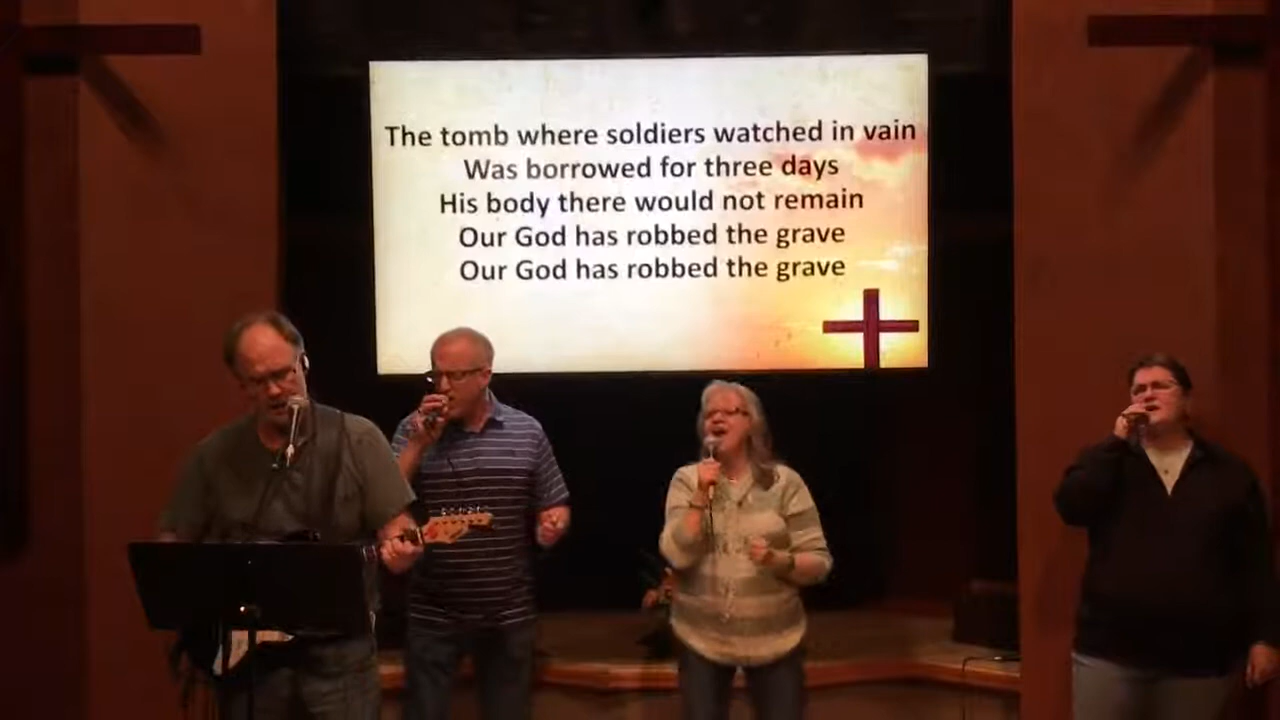 The tomb where soldiers watched in vain
Was borrowed for three days
His body there would not remain
Our God has robbed the grave
Our God has robbed the grave